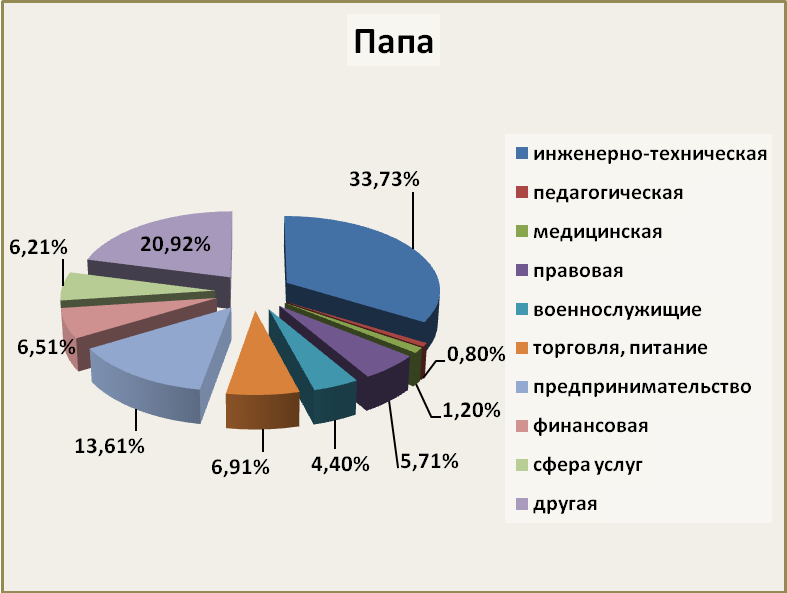 Папа
33,73%
0,80%
1,20%
5,71%
4,40%
6,91%
13,61%
6,51%
6,21%
20,92%
инженерно-техническая
педагогическая
медицинская
правовая
военнослужищие
торговля, питание
предпринимательство
финансовая
сфера услуг
другая